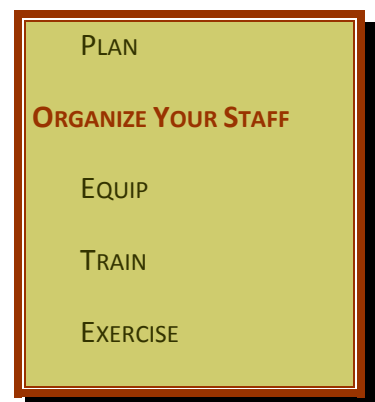 PLAN
ORGANIZE YOUR STAFF
EQUIP
TRAIN
EXERCISE